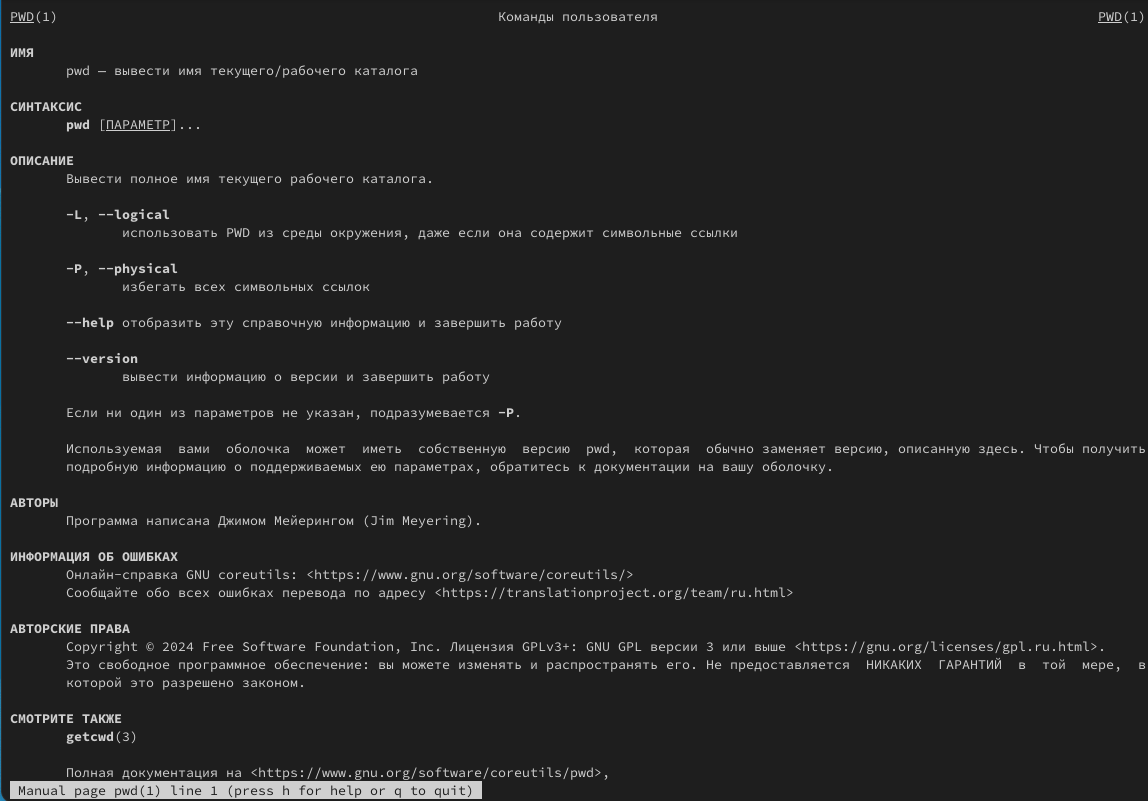 PWD(1) Команды пользователя PWD(1)
ИМЯ
pwd – вывести имя текущего/рабочего каталога
СИНТАКСИС
pwd [ПАРАМЕТР]...
ОПИСАНИЕ
Вывести полное имя текущего рабочего каталога.
-L, --logical
использовать PWD из среды окружения, даже если она содержит символьные ссылки
-P, --physical
избегать всех символьных ссылок
--help отобразить эту справочную информацию и завершить работу
--version
вывести информацию о версии и завершить работу
Если ни один из параметров не указан, подразумевается -P.
Используемая вами оболочка может иметь собственную версию pwd, которая обычно заменяет версию, описанную здесь. Чтобы получить
подробную информацию о поддерживаемых ею параметрах, обратитесь к документации на вашу оболочку.
АВТОРЫ
Программа написана Джимом Мейерингом (Jim Meyering).
ИНФОРМАЦИЯ ОБ ОШИБКАХ
Онлайн-справка GNU coreutils: <https://www.gnu.org/software/coreutils/>
Сообщайте обо всех ошибках перевода по адресу <https://translationproject.org/team/ru.html>
АВТОРСКИЕ ПРАВА
Copyright © 2024 Free Software Foundation, Inc. Лицензия GPLv3+: GNU GPL версии 3 или выше <https://gnu.org/licenses/gpl.ru.html>.
Это свободное программное обеспечение: вы можете изменять и распространять его. Не предоставляется НИКАКИХ ГАРАНТИЙ в той мере, в
которой это разрешено законом.
СМОТРИТЕ ТАКЖЕ
getcwd(3)
Полная документация на <https://www.gnu.org/software/coreutils/pwd>,
Manual page pwd(1) line 1 (press h for help or q to quit)